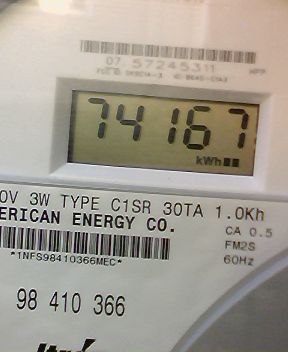 07 57245311
74167
kWh
0V 3W TYPE C1SR 30TA 1.0Kh
ERICAN ENERGY CO.
CA 0.5
FM2S
*1NFS98410366MEC*
60Hz
98 410 366